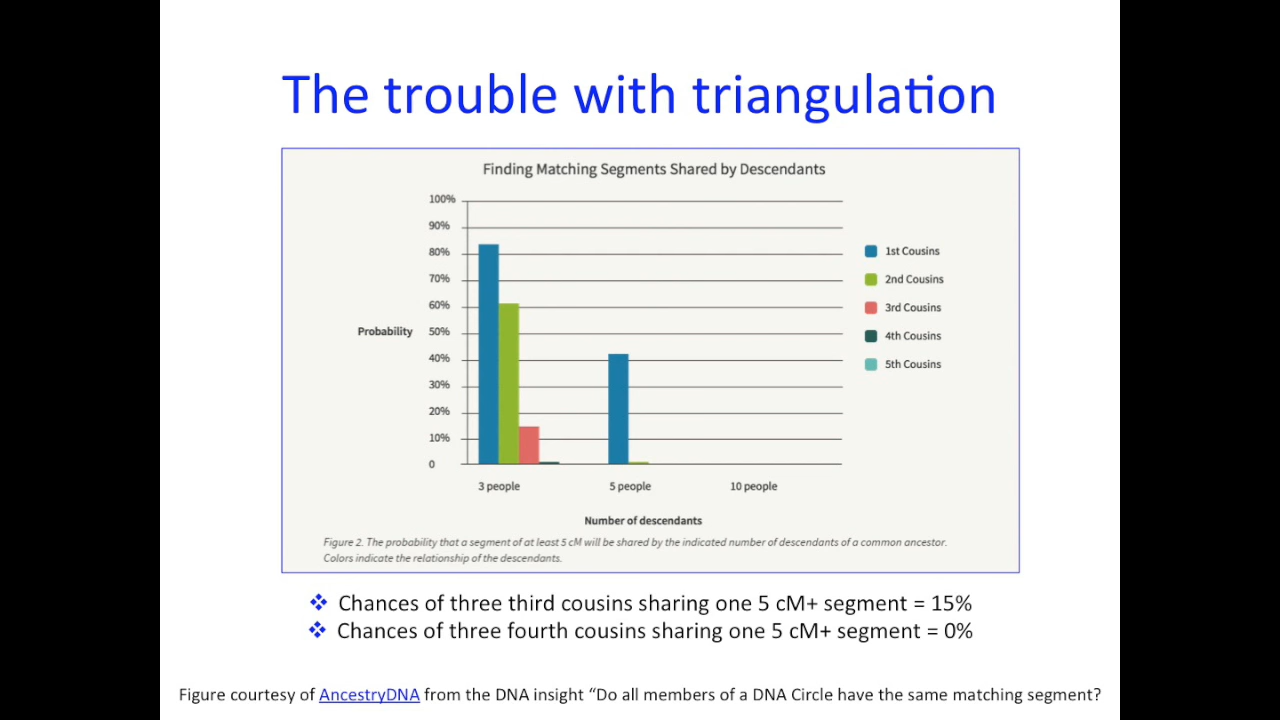 The trouble with triangulation
Finding Matching Segments Shared by Descendants
100%
90%
80%
70%
60%
50%
40%
30%
20%
10%
0
Probability
3 people
5 people
10 people
Number of descendants
1st Cousins
2nd Cousins
3rd Cousins
4th Cousins
5th Cousins
Figure 2. The probability that a segment of at least 5 cM will be shared by the indicated number of descendants of a common ancestor.
Colors indicate the relationship of the descendants.
❖ Chances of three third cousins sharing one 5 cM+ segment = 15%
❖ Chances of three fourth cousins sharing one 5 cM+ segment = 0%
Figure courtesy of AncestryDNA from the DNA insight “Do all members of a DNA Circle have the same matching segment?